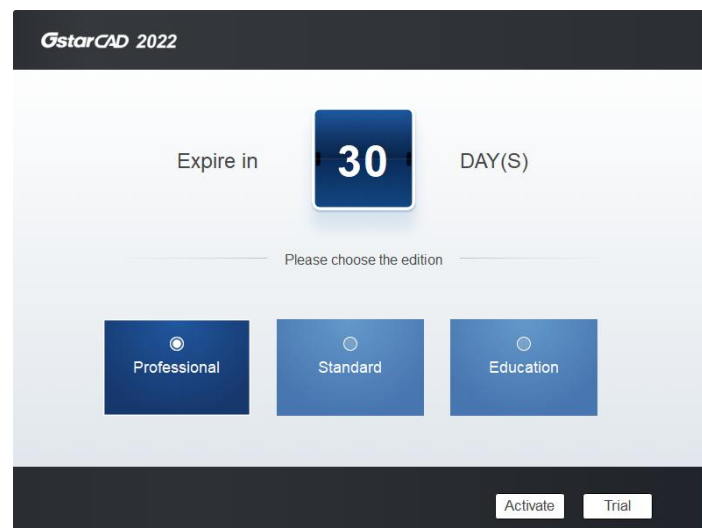 GstarCAD 2022
Expire in 30 DAY(S)
Please choose the edition
Professional Standard Education
Activate Trial